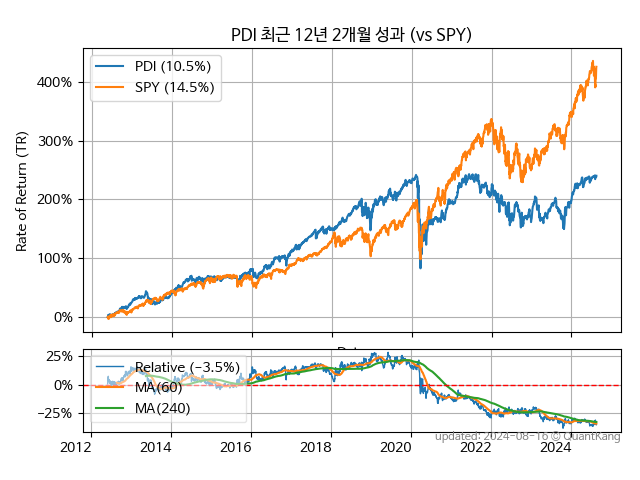 PDI 최근 12년 2개월 성과 (vs SPY)
PDI (10.5%)
SPY (14.5%)
Rate of Return (TR)
400%
300%
200%
100%
0%
25%
0%
−25%
Relative (−3.5%)
MA(60)
MA(240)
2012 2014 2016 2018 2020 2022 2024
updated: 2024-08-16 © QuantKang